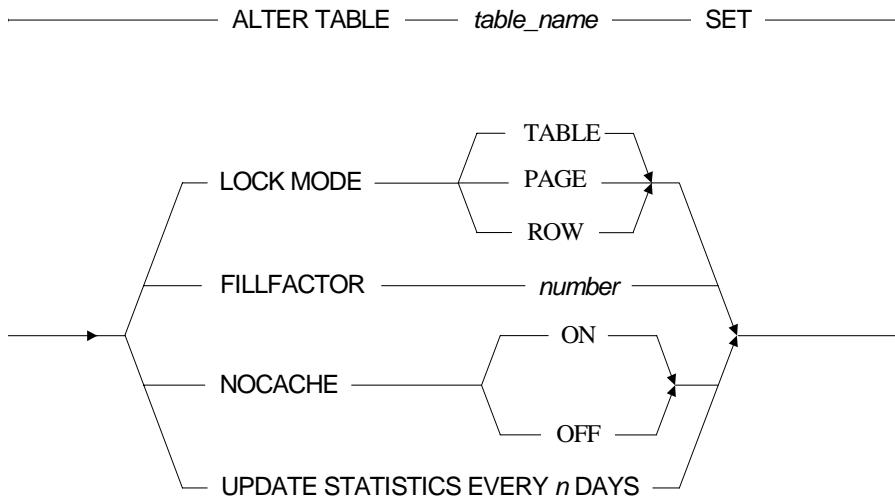 ALTER TABLE table_name SET
TABLE
LOCK MODE PAGE
ROW
FILLFACTOR number
ON
NOCACHE
OFF
UPDATE STATISTICS EVERY n DAYS